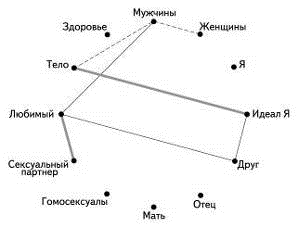 Мужчины
Здоровье
Женщины
Тело
Я
Любимый
Идеал Я
Сексуальный
партнер
Друг
Гомосексуалы
Отец
Мать